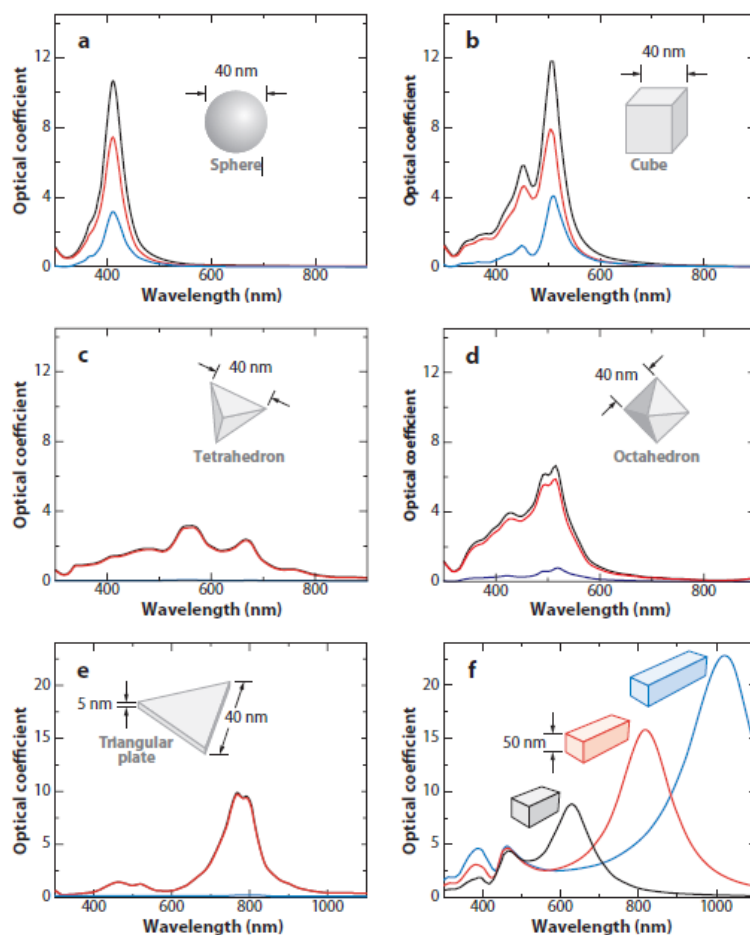 a
40 nm
Sphere
Optical coefficient
12
8
4
0
400
600
800
Wavelength (nm)
b
40 nm
Cube
Optical coefficient
12
8
4
0
400
600
800
Wavelength (nm)
c
40 nm
Tetrahedron
Optical coefficient
12
8
4
0
400
600
800
Wavelength (nm)
d
40 nm
Octahedron
Optical coefficient
12
8
4
0
400
600
800
Wavelength (nm)
e
5 nm
40 nm
Triangular
plate
Optical coefficient
20
15
10
5
0
400
600
800
1000
Wavelength (nm)
f
50 nm
Optical coefficient
20
15
10
5
0
400
600
800
1000
Wavelength (nm)